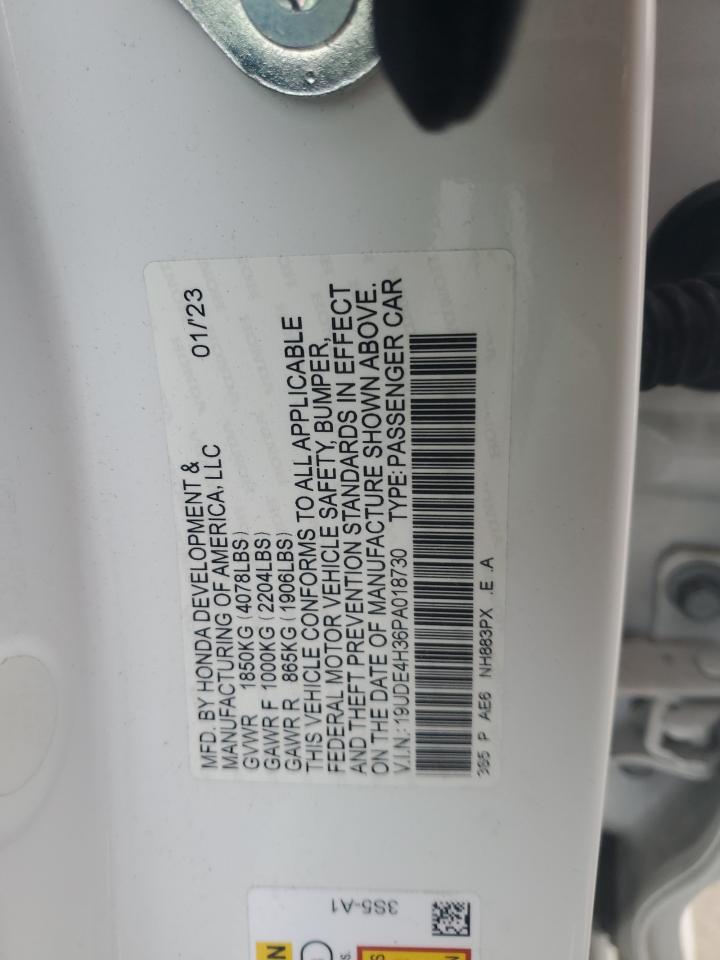 MFD. BY HONDA DEVELOPMENT &
MANUFACTURING OF AMERICA, LLC 01/'23
GVWR 1850KG (4078LBS)
GAWR F 1000KG (2204LBS)
GAWR R 865KG (1906LBS)
THIS VEHICLE CONFORMS TO ALL APPLICABLE
FEDERAL MOTOR VEHICLE SAFETY, BUMPER,
AND THEFT PREVENTION STANDARDS IN EFFECT
ON THE DATE OF MANUFACTURE SHOWN ABOVE.
V.I.N.: 19UDE4H36PA018730 TYPE: PASSENGER CAR
3S5 P AE6 NH883PX .E .A
3S5-A1